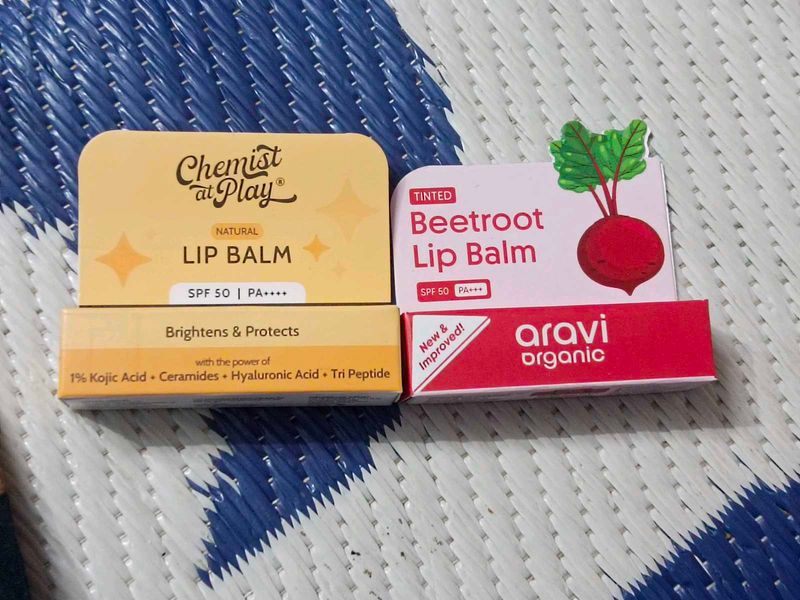 Chemist
at Play®
NATURAL
LIP BALM
SPF 50 | PA++++
Brightens & Protects
with the power of
1% Kojic Acid + Ceramides + Hyaluronic Acid + Tri Peptide
TINTED
Beetroot
Lip Balm
SPF 50 PA+++
New &
Improved!
aravi
organic